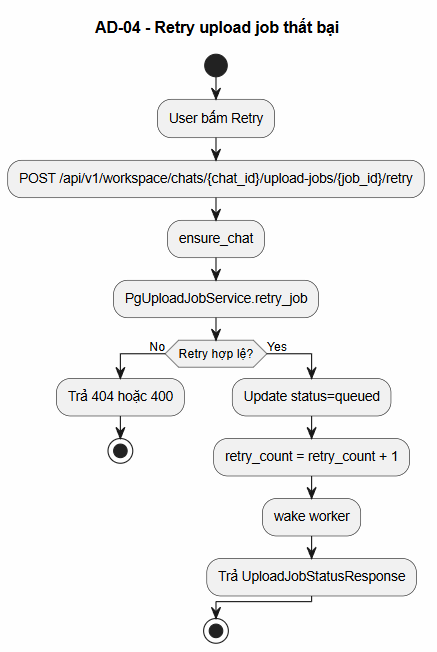 AD-04 - Retry upload job thất bại
User bấm Retry
POST /api/v1/workspace/chats/{chat_id}/upload-jobs/{job_id}/retry
ensure_chat
PgUploadJobService.retry_job
Retry hợp lệ?
No
Yes
Trả 404 hoặc 400
Update status=queued
retry_count = retry_count + 1
wake worker
Trả UploadJobStatusResponse